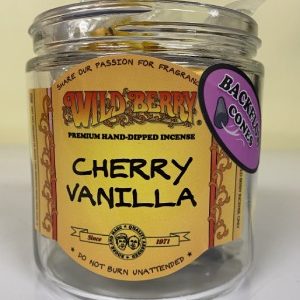 SHARE OUR PASSION FOR FRAGRANCE
WILD BERRY
PREMIUM HAND-DIPPED INCENSE
BACKFLOW
CONES
CHERRY
VANILLA
Since
1971
* DO NOT BURN UNATTENDED *